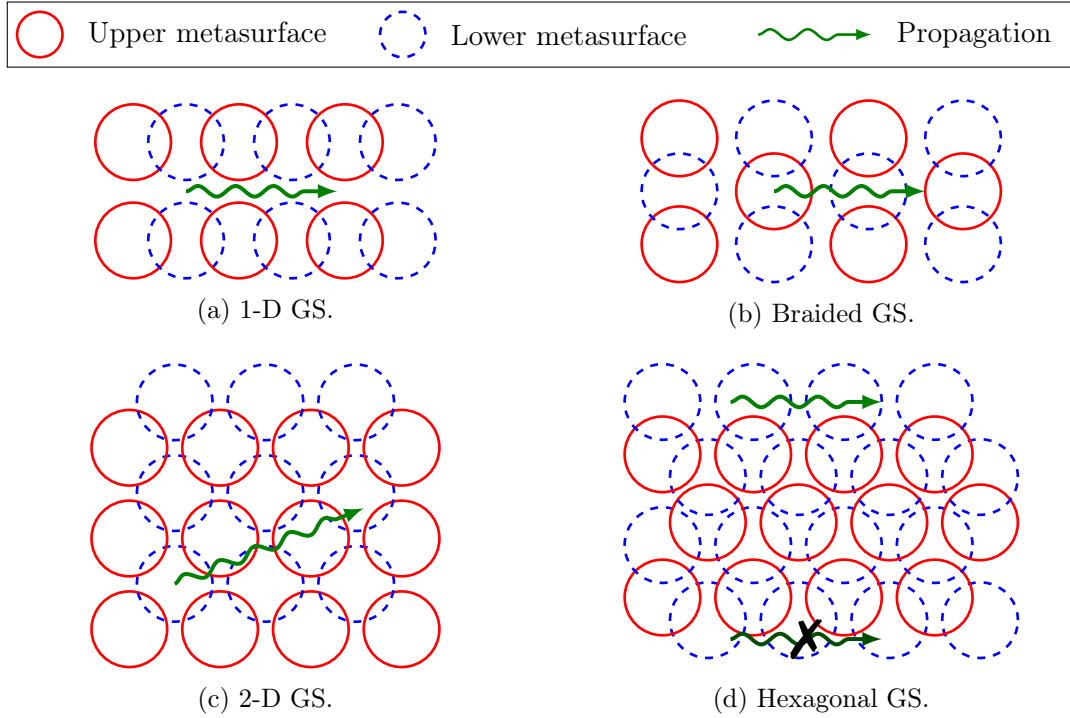 Upper metasurface Lower metasurface Propagation
(a) 1-D GS.
(b) Braided GS.
(c) 2-D GS.
(d) Hexagonal GS.